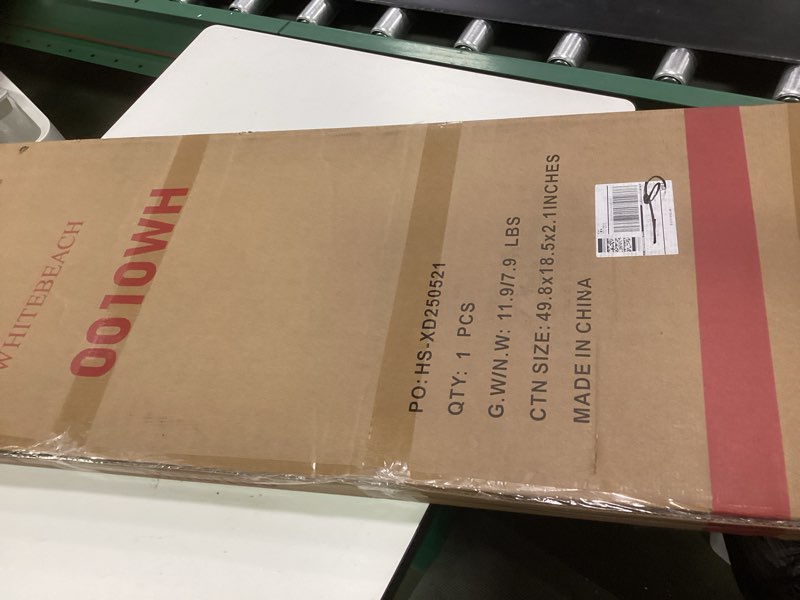 WHITEBEACH
0010WH
PO: HS-XD250521
QTY: 1 PCS
G.W/N.W: 11.9/7.9 LBS
CTN SIZE: 49.8x18.5x2.1INCHES
MADE IN CHINA